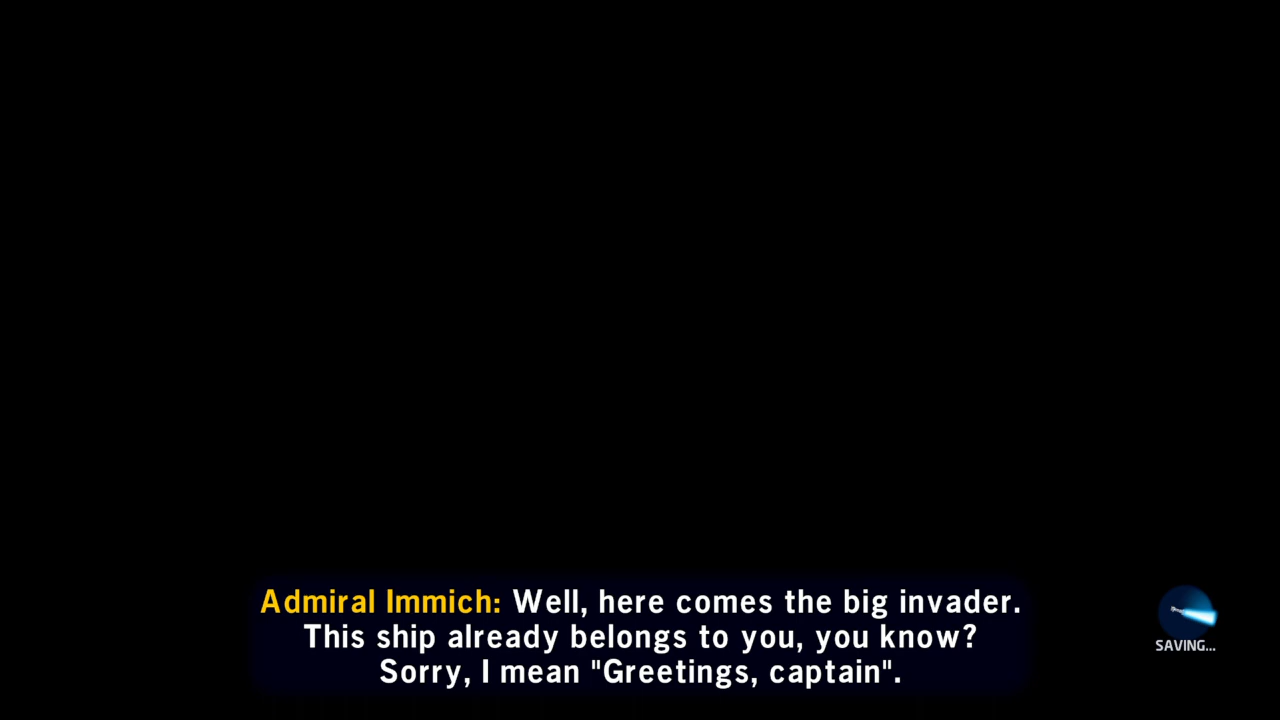 Admiral Immich: Well, here comes the big invader.
This ship already belongs to you, you know?
Sorry, I mean "Greetings, captain".
SAVING...